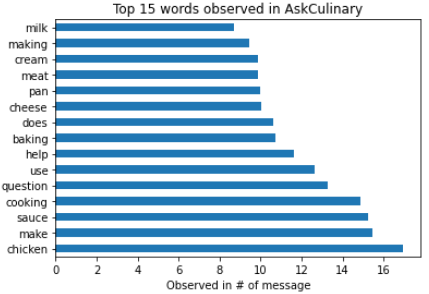 Top 15 words observed in AskCulinary
milk
making
cream
meat
pan
cheese
does
baking
help
use
question
cooking
sauce
make
chicken
0 2 4 6 8 10 12 14 16
Observed in # of message